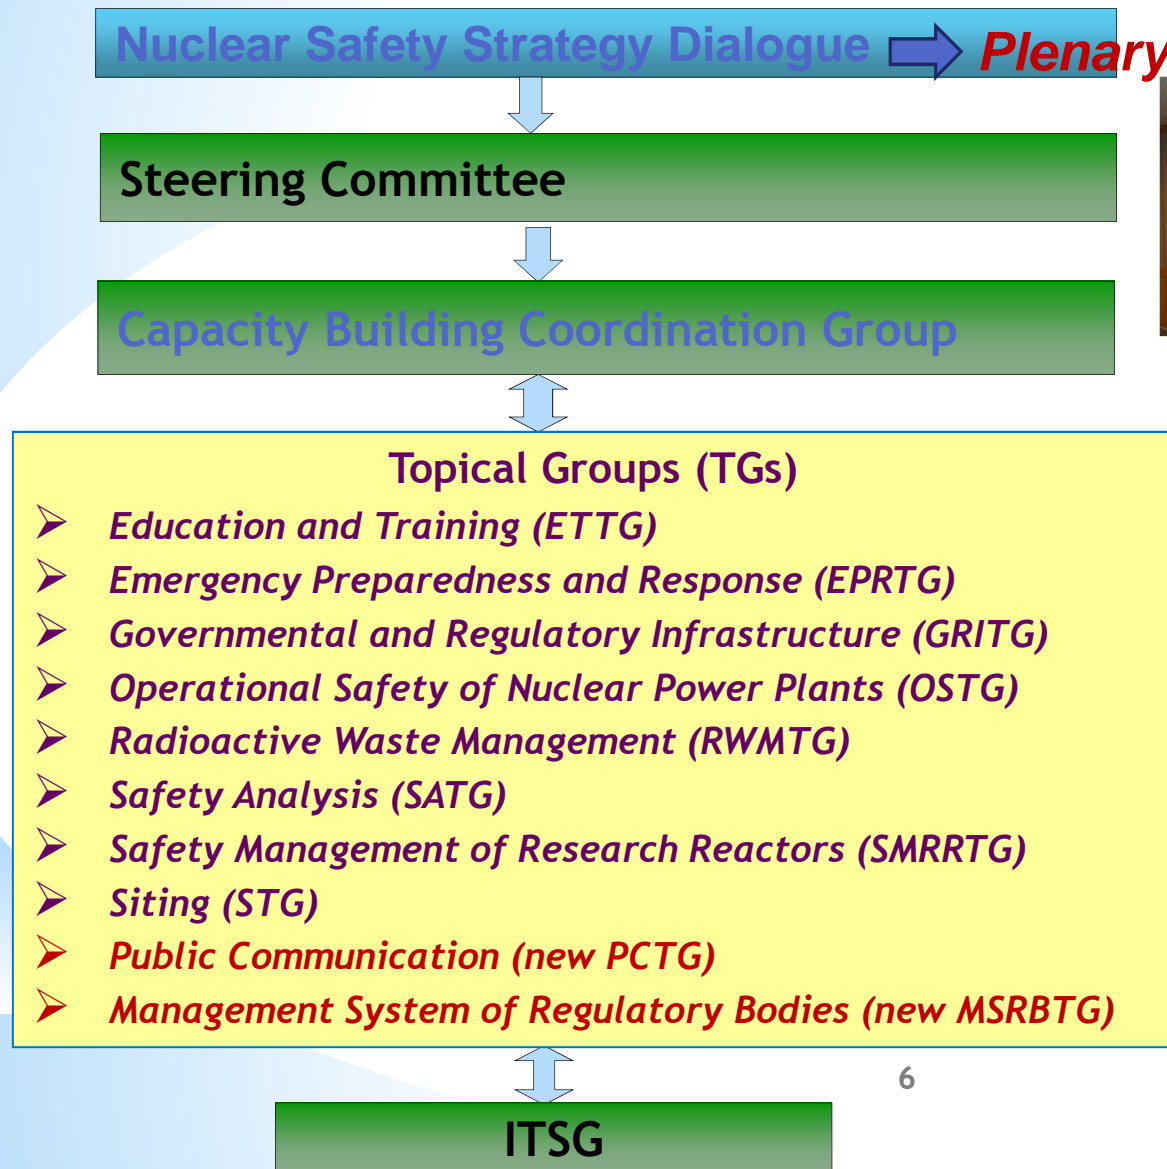 Nuclear Safety Strategy Dialogue Plenary
Steering Committee
Capacity Building Coordination Group
Topical Groups (TGs)
Education and Training (ETTG)
Emergency Preparedness and Response (EPRTG)
Governmental and Regulatory Infrastructure (GRITG)
Operational Safety of Nuclear Power Plants (OSTG)
Radioactive Waste Management (RWMTG)
Safety Analysis (SATG)
Safety Management of Research Reactors (SMRRTG)
Siting (STG)
Public Communication (new PCTG)
Management System of Regulatory Bodies (new MSRBTG)
6
ITSG